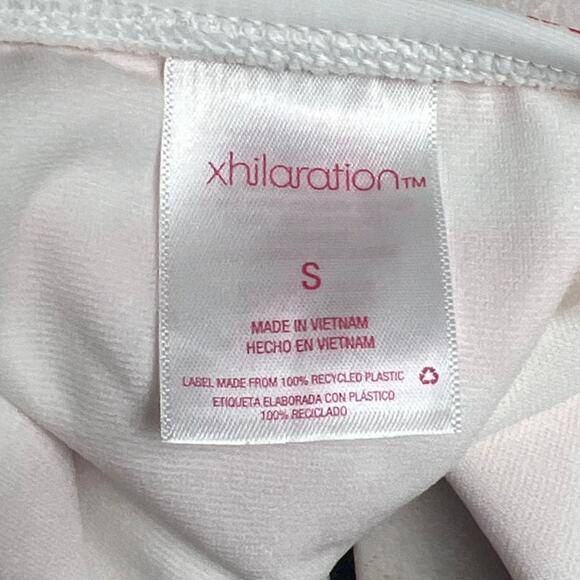 xhilaration™
S
MADE IN VIETNAM
HECHO EN VIETNAM
LABEL MADE FROM 100% RECYCLED PLASTIC
ETIQUETA ELABORADA CON PLÁSTICO
100% RECICLADO